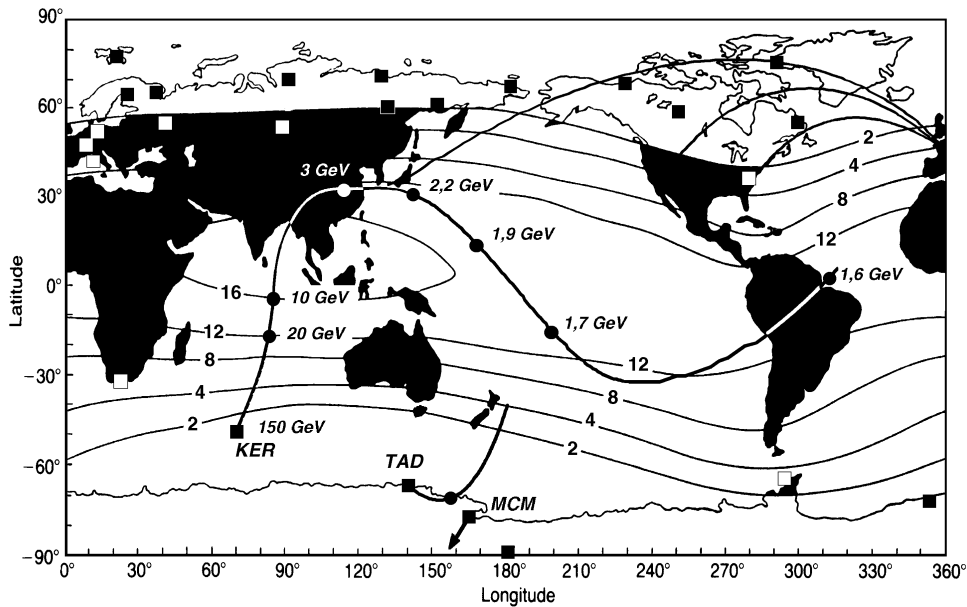 90°
60°
30°
0°
−30°
−60°
−90°
Latitude
2
4
8
12
3 GeV
2,2 GeV
1,9 GeV
1,6 GeV
16
10 GeV
1,7 GeV
12
20 GeV
8
12
4
8
2
150 GeV
4
KER
2
TAD
MCM
0°
30°
60°
90°
120°
150°
180°
210°
240°
270°
300°
330°
360°
Longitude